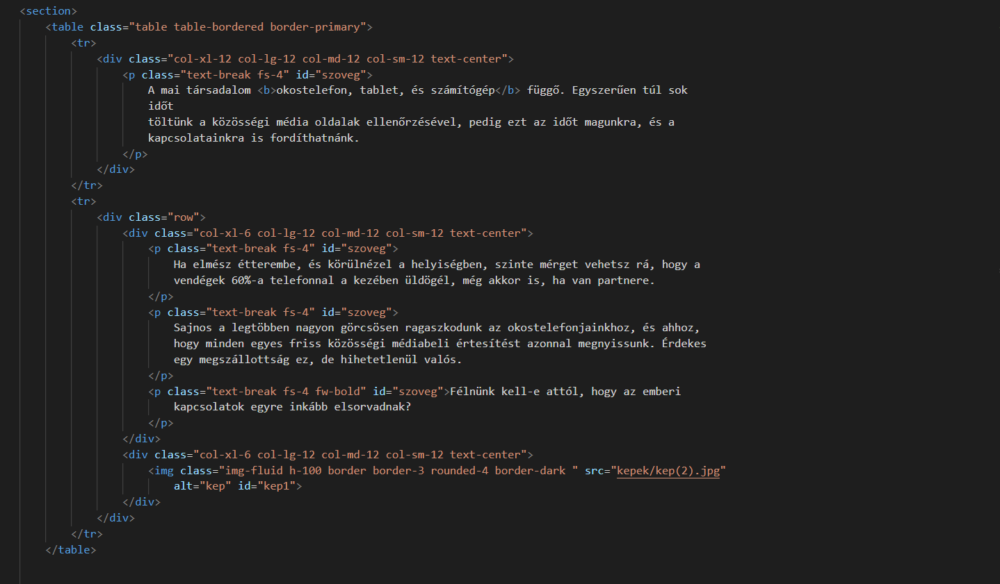 <section>
<table class="table table-bordered border-primary">
<tr>
<div class="col-xl-12 col-lg-12 col-md-12 col-sm-12 text-center">
<p class="text-break fs-4" id="szoveg">
A mai társadalom <b>okostelefon, tablet, és számítógép</b> függő. Egyszerűen túl sok
időt
töltünk a közösségi média oldalak ellenőrzésével, pedig ezt az időt magunkra, és a
kapcsolatainkra is fordíthatnánk.
</p>
</div>
</tr>
<tr>
<div class="row">
<div class="col-xl-6 col-lg-12 col-md-12 col-sm-12 text-center">
<p class="text-break fs-4" id="szoveg">
Ha elmész étterembe, és körülnézel a helyiségben, szinte mérget vehetsz rá, hogy a
vendégek 60%-a telefonnal a kezében üldögél, még akkor is, ha van partnere.
</p>
<p class="text-break fs-4" id="szoveg">
Sajnos a legtöbben nagyon görcsösen ragaszkodunk az okostelefonjainkhoz, és ahhoz,
hogy minden egyes friss közösségi médiabeli értesítést azonnal megnyissunk. Érdekes
egy megszállottság ez, de hihetetlenül valós.
</p>
<p class="text-break fs-4 fw-bold" id="szoveg">Félnünk kell-e attól, hogy az emberi
kapcsolatok egyre inkább elsorvadnak?
</p>
</div>
<div class="col-xl-6 col-lg-12 col-md-12 col-sm-12 text-center">
<img class="img-fluid h-100 border border-3 rounded-4 border-dark " src="kepek/kep(2).jpg"
alt="kep" id="kep1">
</div>
</div>
</tr>
</table>